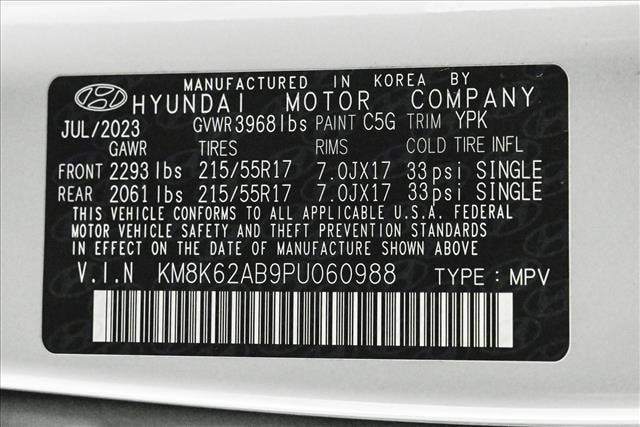 MANUFACTURED IN KOREA BY
HYUNDAI MOTOR COMPANY
JUL/2023 GVWR 3968lbs PAINT C5G TRIM YPK
GAWR TIRES RIMS COLD TIRE INFL
FRONT 2293 lbs 215/55R17 7.0JX17 33 psi SINGLE
REAR 2061 lbs 215/55R17 7.0JX17 33 psi SINGLE
THIS VEHICLE CONFORMS TO ALL APPLICABLE U.S.A. FEDERAL
MOTOR VEHICLE SAFETY AND THEFT PREVENTION STANDARDS
IN EFFECT ON THE DATE OF MANUFACTURE SHOWN ABOVE
V.I.N KM8K62AB9PU060988 TYPE : MPV